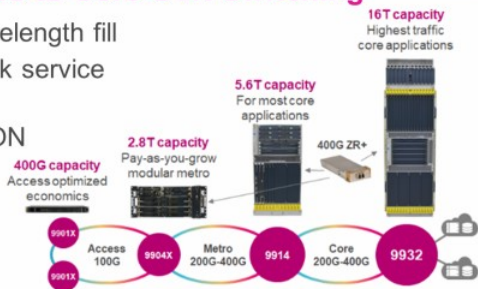 16T capacity
Highest traffic
core applications
elength fill
k service
5.6T capacity
For most core
applications
ON
2.8T capacity
Pay-as-you-grow
modular metro
400G ZR+
400G capacity
Access optimized
economics
9901X
Access
100G
9904X
Metro
200G-400G
9914
Core
200G-400G
9932
9901X